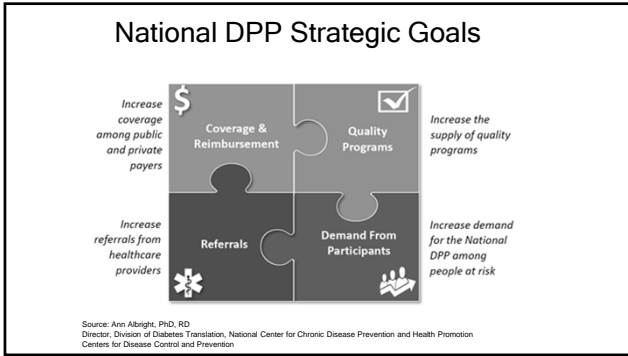 National DPP Strategic Goals
Increase
coverage
among public
and private
payers
$
Coverage &
Reimbursement
Quality
Programs
Increase the
supply of quality
programs
Increase
referrals from
healthcare
providers
Referrals
Demand From
Participants
Increase demand
for the National
DPP among
people at risk
Source: Ann Albright, PhD, RD
Director, Division of Diabetes Translation, National Center for Chronic Disease Prevention and Health Promotion
Centers for Disease Control and Prevention